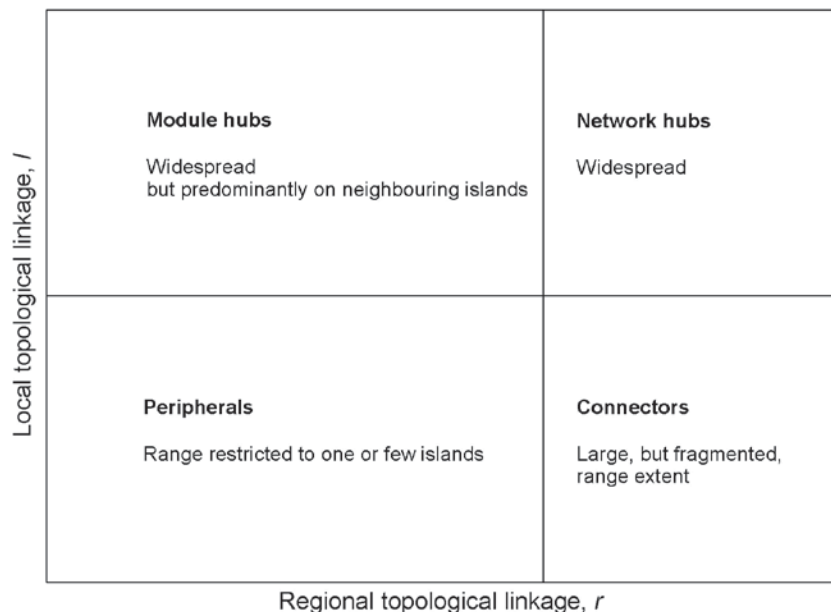 Local topological linkage, l
Module hubs
Widespread
but predominantly on neighbouring islands
Network hubs
Widespread
Peripherals
Range restricted to one or few islands
Connectors
Large, but fragmented,
range extent
Regional topological linkage, r